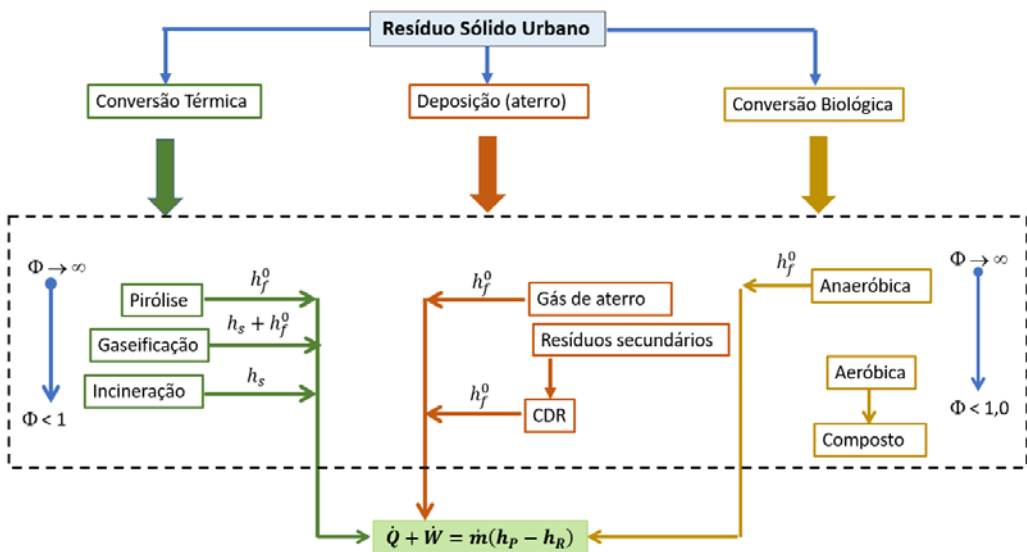 Resíduo Sólido Urbano
Conversão Térmica
Deposição (aterro)
Conversão Biológica
Φ → ∞
Pirólise
h_f^0
Gaseificação
h_s + h_f^0
Incineração
h_s
Φ < 1
h_f^0
Gás de aterro
Resíduos secundários
h_f^0
CDR
h_f^0
Anaeróbica
Φ → ∞
Aeróbica
Composto
Φ < 1,0
Q̇ + Ẇ = ṁ(h_P − h_R)